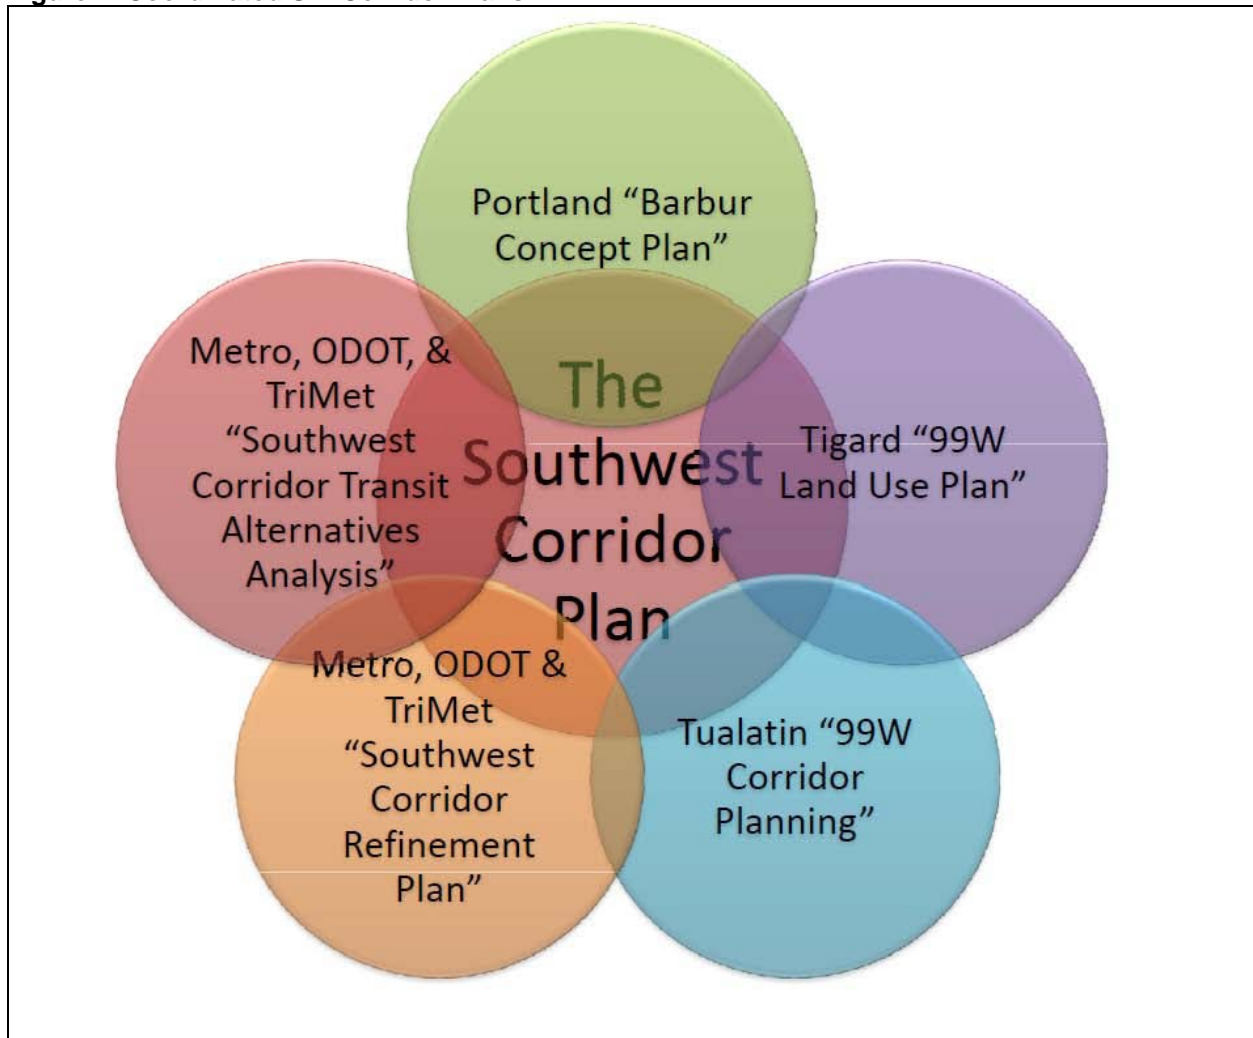 Portland “Barbur
Concept Plan”
Metro, ODOT, &
TriMet
“Southwest
Corridor Transit
Alternatives
Analysis”
The
Southwest
Corridor
Plan
Tigard “99W
Land Use Plan”
Metro, ODOT &
TriMet
“Southwest
Corridor
Refinement
Plan”
Tualatin “99W
Corridor
Planning”